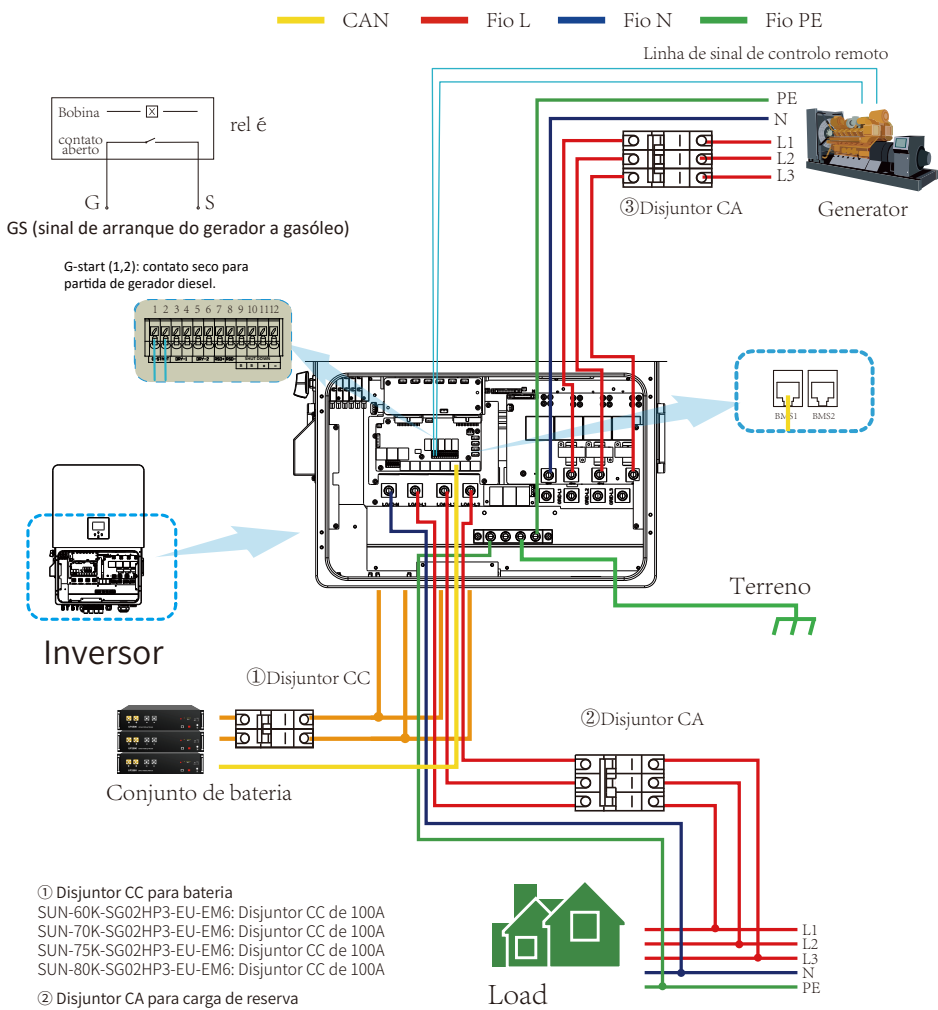 CAN
Fio L
Fio N
Fio PE
Linha de sinal de controlo remoto
Bobina
contato
aberto
rel é
G
S
GS (sinal de arranque do gerador a gasóleo)
PE
N
L1
L2
L3
③Disjuntor CA
Generator
G-start (1,2): contato seco para
partida de gerador diesel.
1 2 3 4 5 6 7 8 9 10 11 12
BMS1
BMS2
Inversor
Terreno
①Disjuntor CC
②Disjuntor CA
Conjunto de bateria
① Disjuntor CC para bateria
SUN-60K-SG02HP3-EU-EM6: Disjuntor CC de 100A
SUN-70K-SG02HP3-EU-EM6: Disjuntor CC de 100A
SUN-75K-SG02HP3-EU-EM6: Disjuntor CC de 100A
SUN-80K-SG02HP3-EU-EM6: Disjuntor CC de 100A
② Disjuntor CA para carga de reserva
Load
L1
L2
L3
N
PE